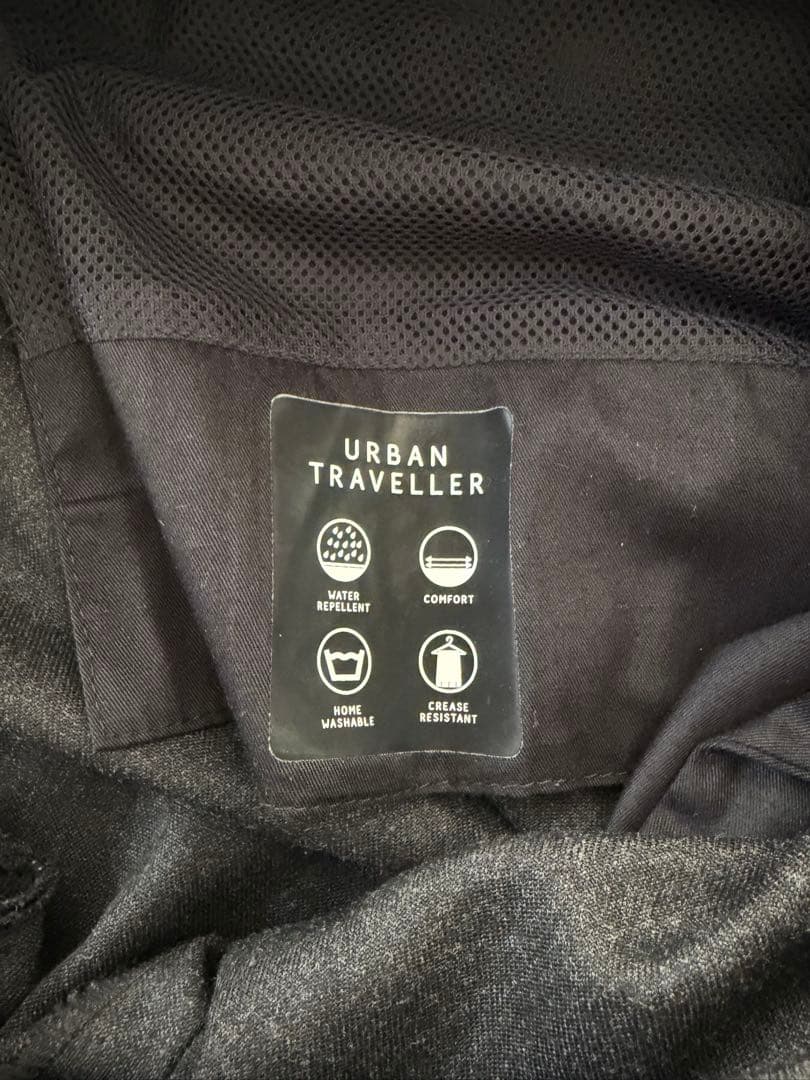 URBAN
TRAVELLER
WATER
REPELLENT
COMFORT
HOME
WASHABLE
CREASE
RESISTANT